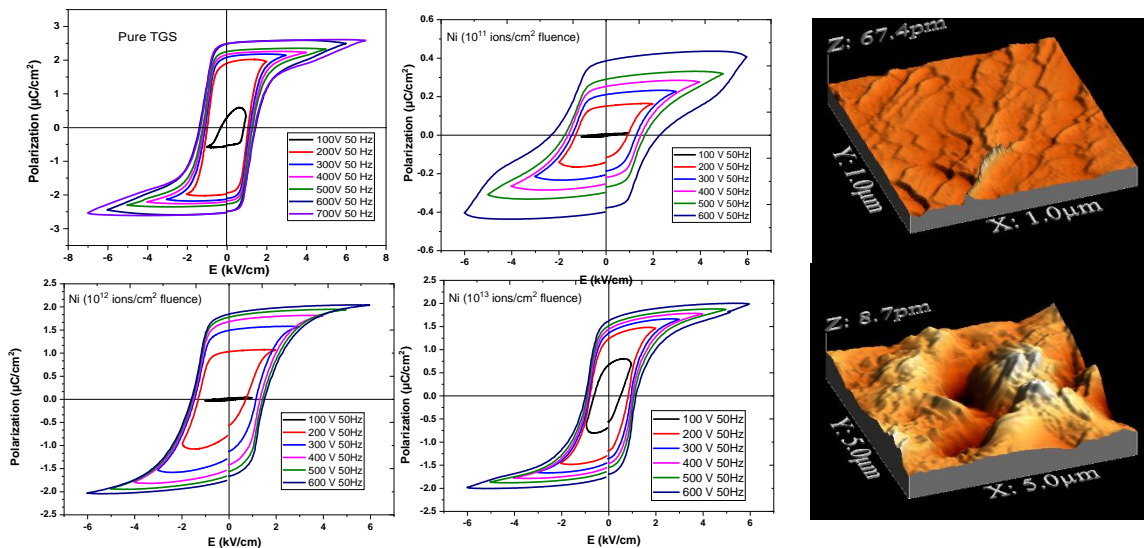 Pure TGS
Polarization (µC/cm²)
3
2
1
0
-1
-2
-3
100V 50 Hz
200V 50 Hz
300V 50 Hz
400V 50 Hz
500V 50 Hz
600V 50 Hz
700V 50 Hz
-8 -6 -4 -2 0 2 4 6 8
E (kV/cm)
Ni (10¹¹ ions/cm² fluence)
Polarization (µC/cm²)
0.6
0.4
0.2
0.0
-0.2
-0.4
-0.6
100 V 50Hz
200 V 50Hz
300 V 50Hz
400 V 50Hz
500 V 50Hz
600 V 50Hz
-6 -4 -2 0 2 4 6
E (kV/cm)
Z: 67.4pm
Y: 1.0µm
X: 1.0µm
Ni (10¹² ions/cm² fluence)
Polarization (µC/cm²)
2.5
2.0
1.5
1.0
0.5
0.0
-0.5
-1.0
-1.5
-2.0
-2.5
100 V 50Hz
200 V 50Hz
300 V 50Hz
400 V 50Hz
500 V 50Hz
600 V 50Hz
-6 -4 -2 0 2 4 6
E (kV/cm)
Ni (10¹³ ions/cm² fluence)
Polarization (µC/cm²)
2.5
2.0
1.5
1.0
0.5
0.0
-0.5
-1.0
-1.5
-2.0
-2.5
100 V 50Hz
200 V 50Hz
300 V 50Hz
400 V 50Hz
500 V 50Hz
600 V 50Hz
-6 -4 -2 0 2 4 6
E (kV/cm)
Z: 8.7pm
Y: 5.0µm
X: 5.0µm